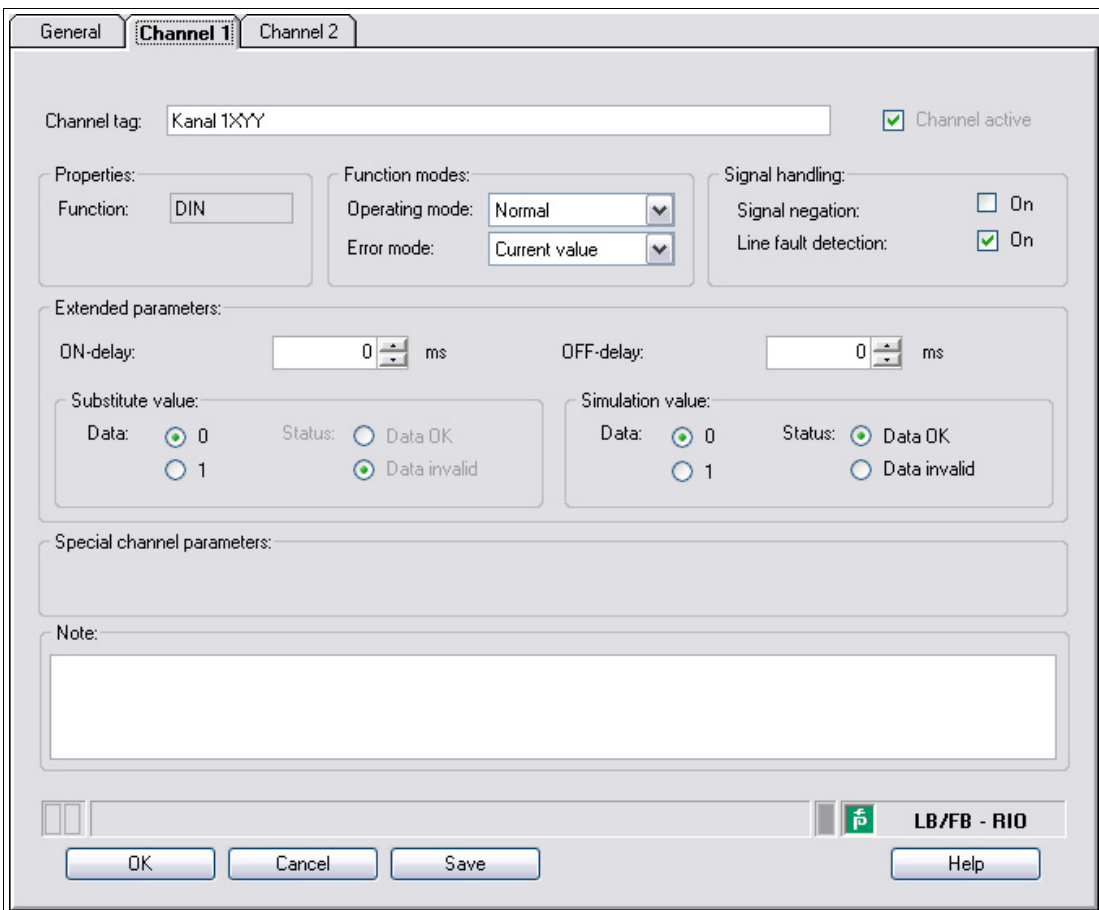 General Channel 1 Channel 2
Channel tag: Kanal 1XYY Channel active
Properties: Function modes: Signal handling:
Function: DIN Operating mode: Normal Signal negation: On
Error mode: Current value Line fault detection: On
Extended parameters:
ON-delay: 0 ms OFF-delay: 0 ms
Substitute value: Simulation value:
Data: 0 Status: Data OK Data: 0 Status: Data OK
1 Data invalid 1 Data invalid
Special channel parameters:
Note:
LB/FB - RIO
OK Cancel Save Help